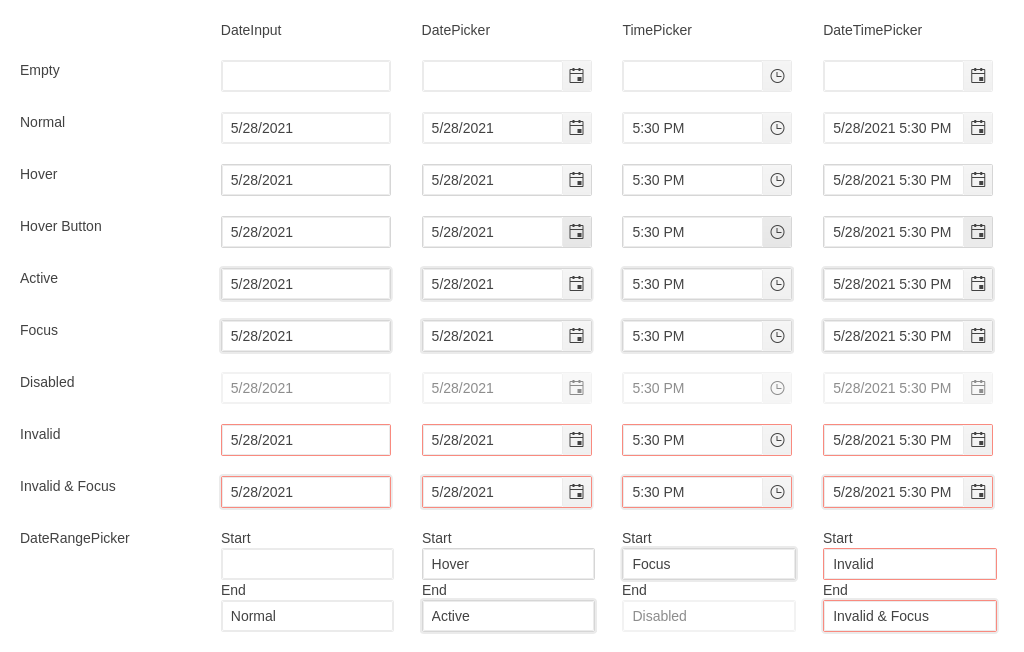 DateInput DatePicker TimePicker DateTimePicker
Empty
Normal 5/28/2021 5/28/2021 5:30 PM 5/28/2021 5:30 PM
Hover 5/28/2021 5/28/2021 5:30 PM 5/28/2021 5:30 PM
Hover Button 5/28/2021 5/28/2021 5:30 PM 5/28/2021 5:30 PM
Active 5/28/2021 5/28/2021 5:30 PM 5/28/2021 5:30 PM
Focus 5/28/2021 5/28/2021 5:30 PM 5/28/2021 5:30 PM
Disabled 5/28/2021 5/28/2021 5:30 PM 5/28/2021 5:30 PM
Invalid 5/28/2021 5/28/2021 5:30 PM 5/28/2021 5:30 PM
Invalid & Focus 5/28/2021 5/28/2021 5:30 PM 5/28/2021 5:30 PM
DateRangePicker Start Start Start Start
Hover Focus Invalid
End End End End
Normal Active Disabled Invalid & Focus